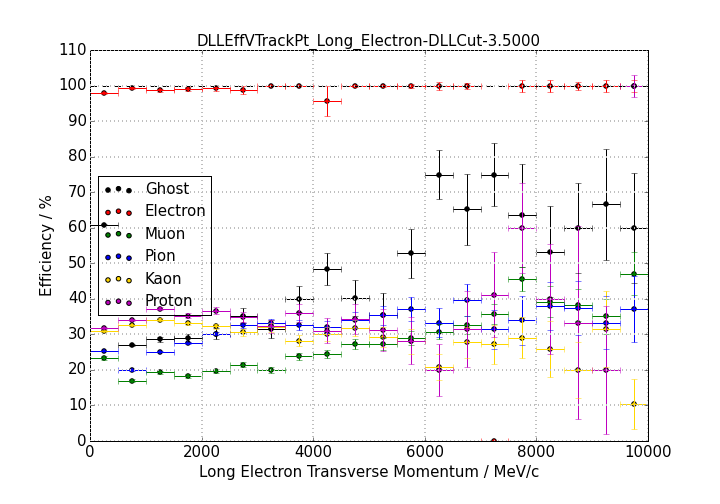 DLLEffVTrackPt_Long_Electron-DLLCut-3.5000
110
100
90
80
70
60
50
40
30
20
10
0
Efficiency / %
Ghost
Electron
Muon
Pion
Kaon
Proton
0 2000 4000 6000 8000 10000
Long Electron Transverse Momentum / MeV/c